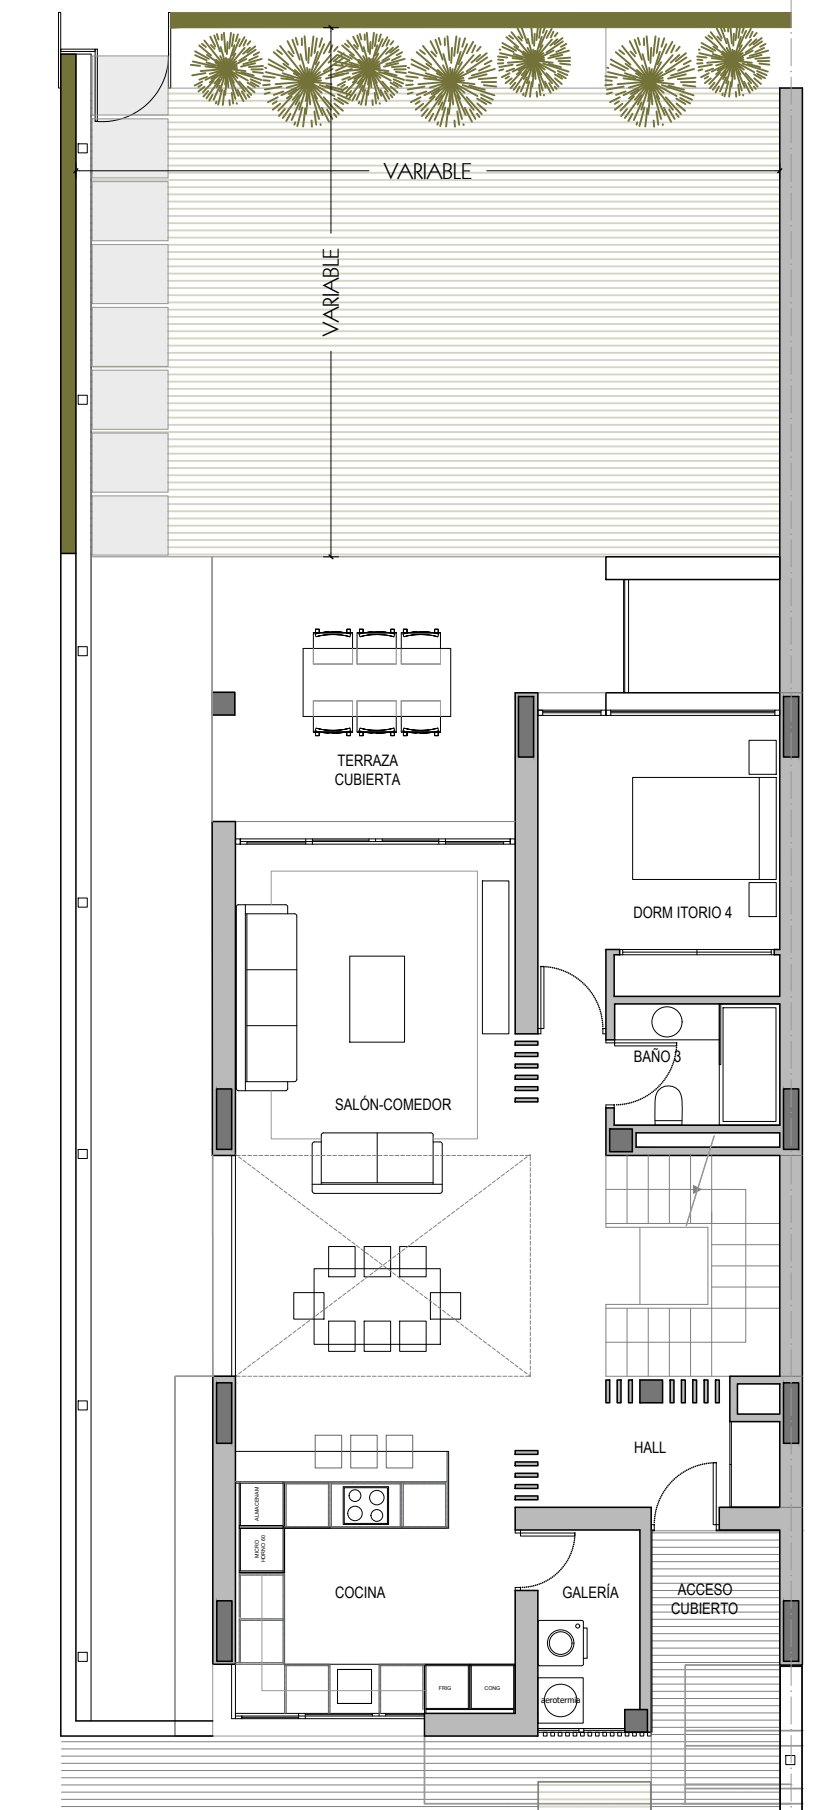 VARIABLE
VARIABLE
TERRAZA
CUBIERTA
DORM ITORIO 4
BAÑO 3
SALÓN-COMEDOR
HALL
ALMACENAM
MICRO
HORNO 60
COCINA
GALERÍA
ACCESO
CUBIERTO
FRIG
CONG
aerotermia